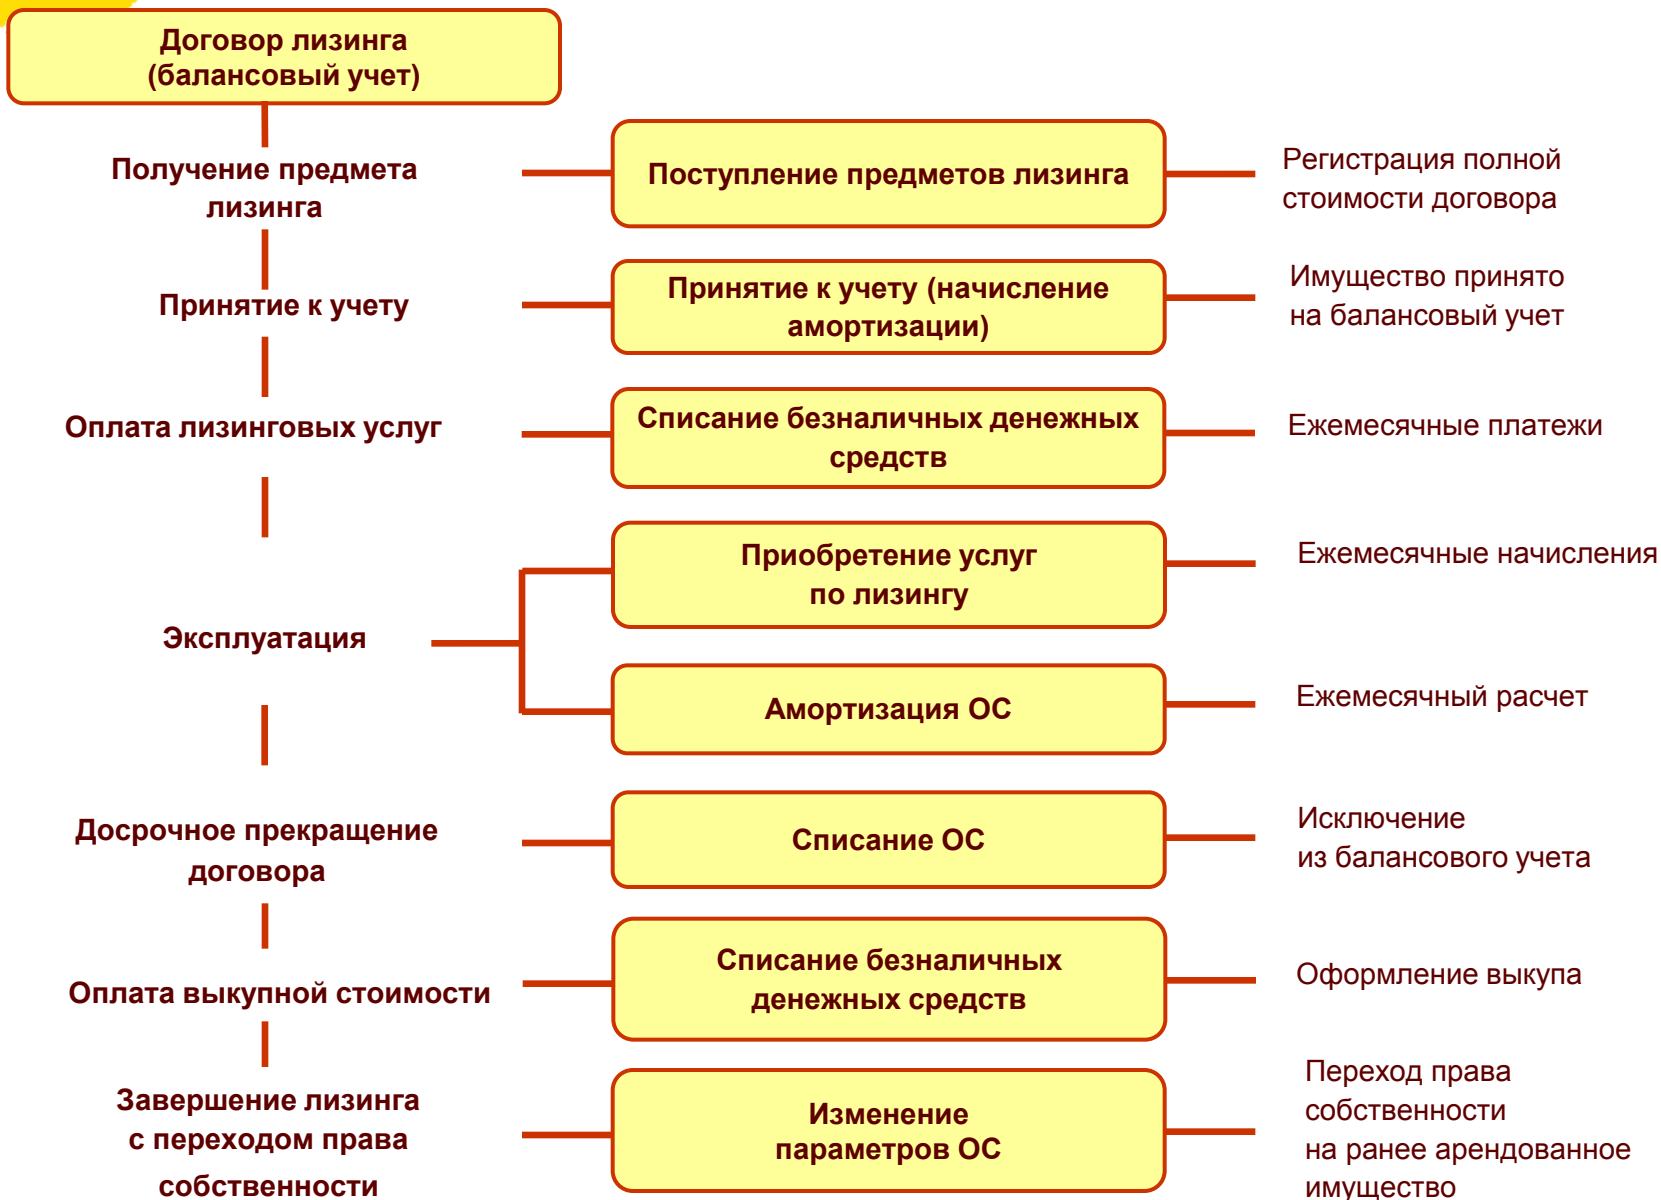 Договор лизинга
(балансовый учет)
Получение предмета
лизинга
Поступление предметов лизинга
Регистрация полной
стоимости договора
Принятие к учету
Принятие к учету (начисление
амортизации)
Имущество принято
на балансовый учет
Оплата лизинговых услуг
Списание безналичных денежных
средств
Ежемесячные платежи
Эксплуатация
Приобретение услуг
по лизингу
Ежемесячные начисления
Амортизация ОС
Ежемесячный расчет
Досрочное прекращение
договора
Списание ОС
Исключение
из балансового учета
Оплата выкупной стоимости
Списание безналичных
денежных средств
Оформление выкупа
Завершение лизинга
с переходом права
собственности
Изменение
параметров ОС
Переход права
собственности
на ранее арендованное
имущество